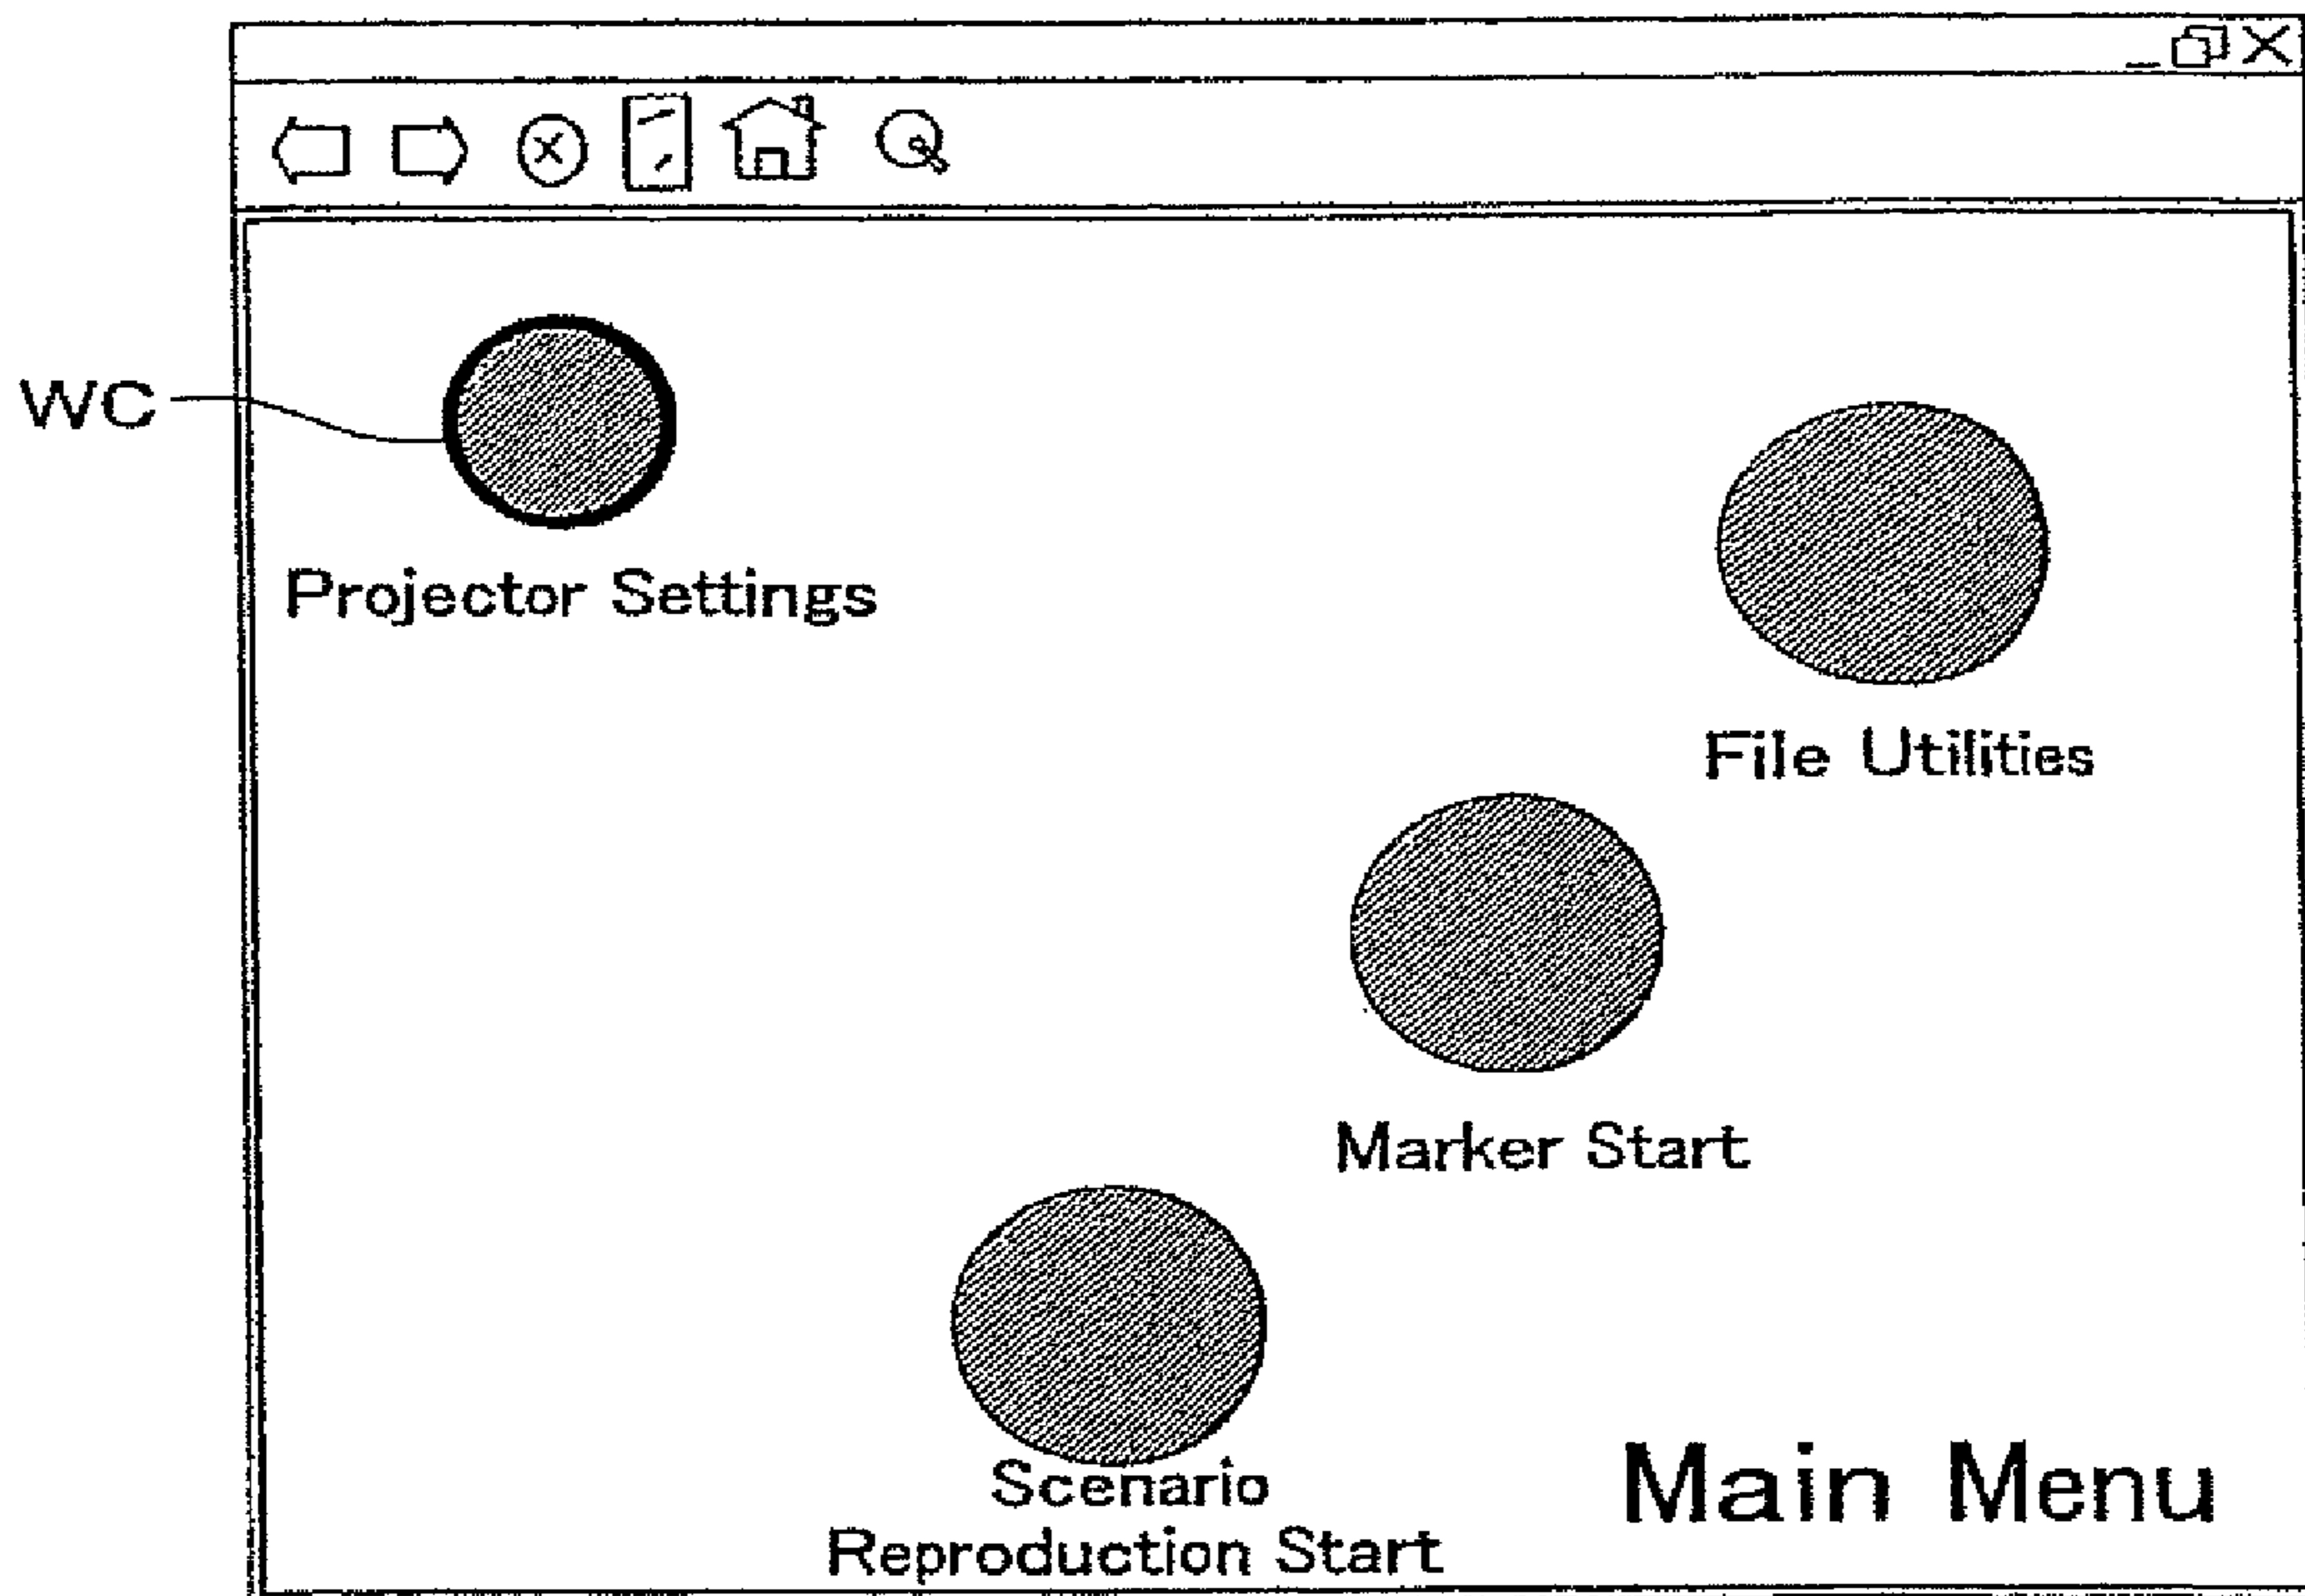 WC
Projector Settings
File Utilities
Marker Start
Scenario
Reproduction Start
Main Menu